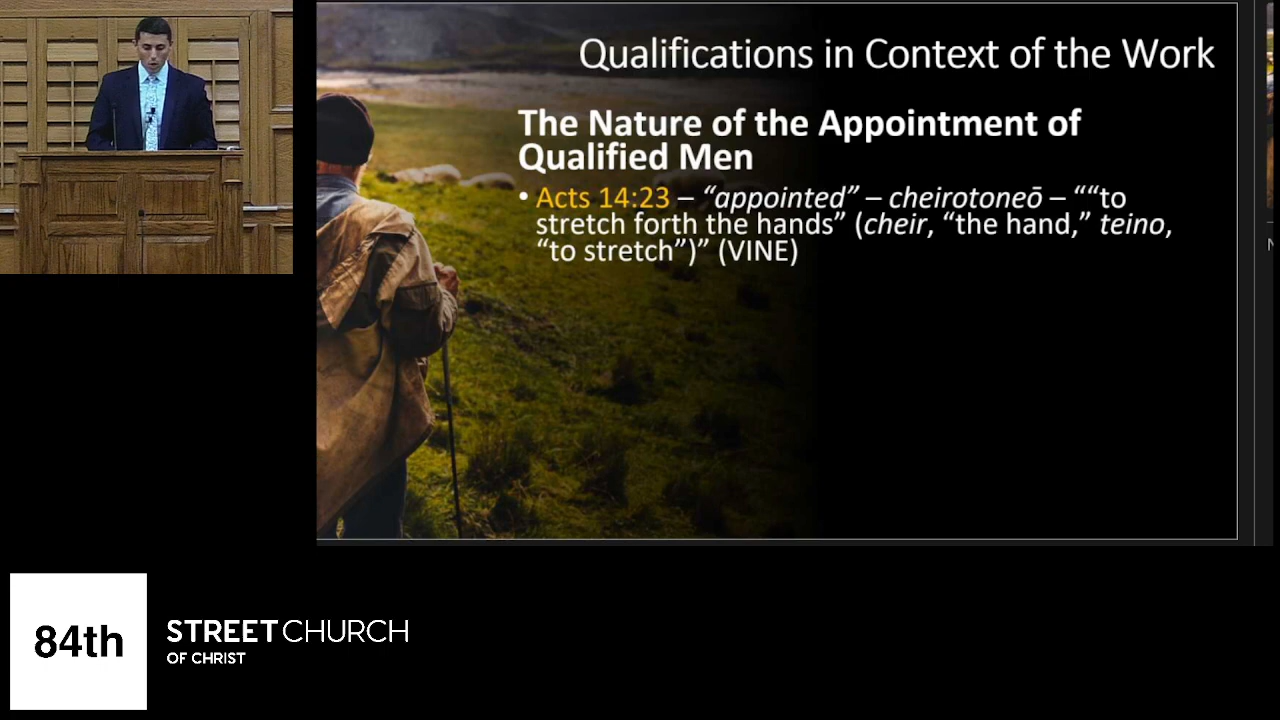 Qualifications in Context of the Work
The Nature of the Appointment of
Qualified Men
• Acts 14:23 – “appointed” – cheirotoneō – ““to
stretch forth the hands” (cheir, “the hand,” teino,
“to stretch”)” (VINE)
84th
STREET CHURCH
OF CHRIST